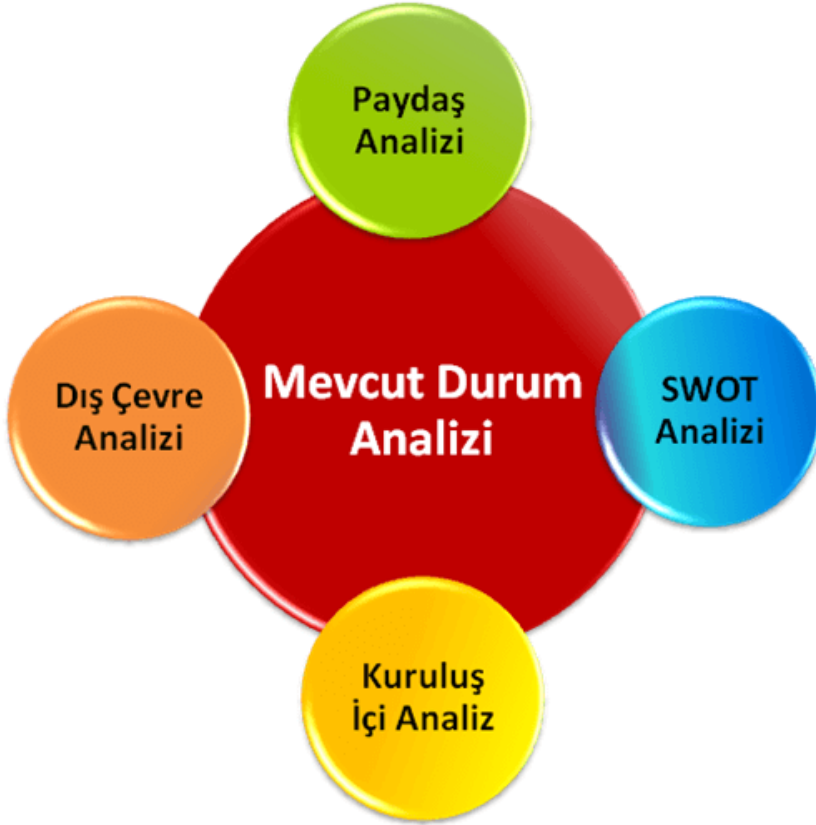 Paydaş
Analizi
Dış Çevre
Analizi
Mevcut Durum
Analizi
SWOT
Analizi
Kuruluş
İçi Analiz